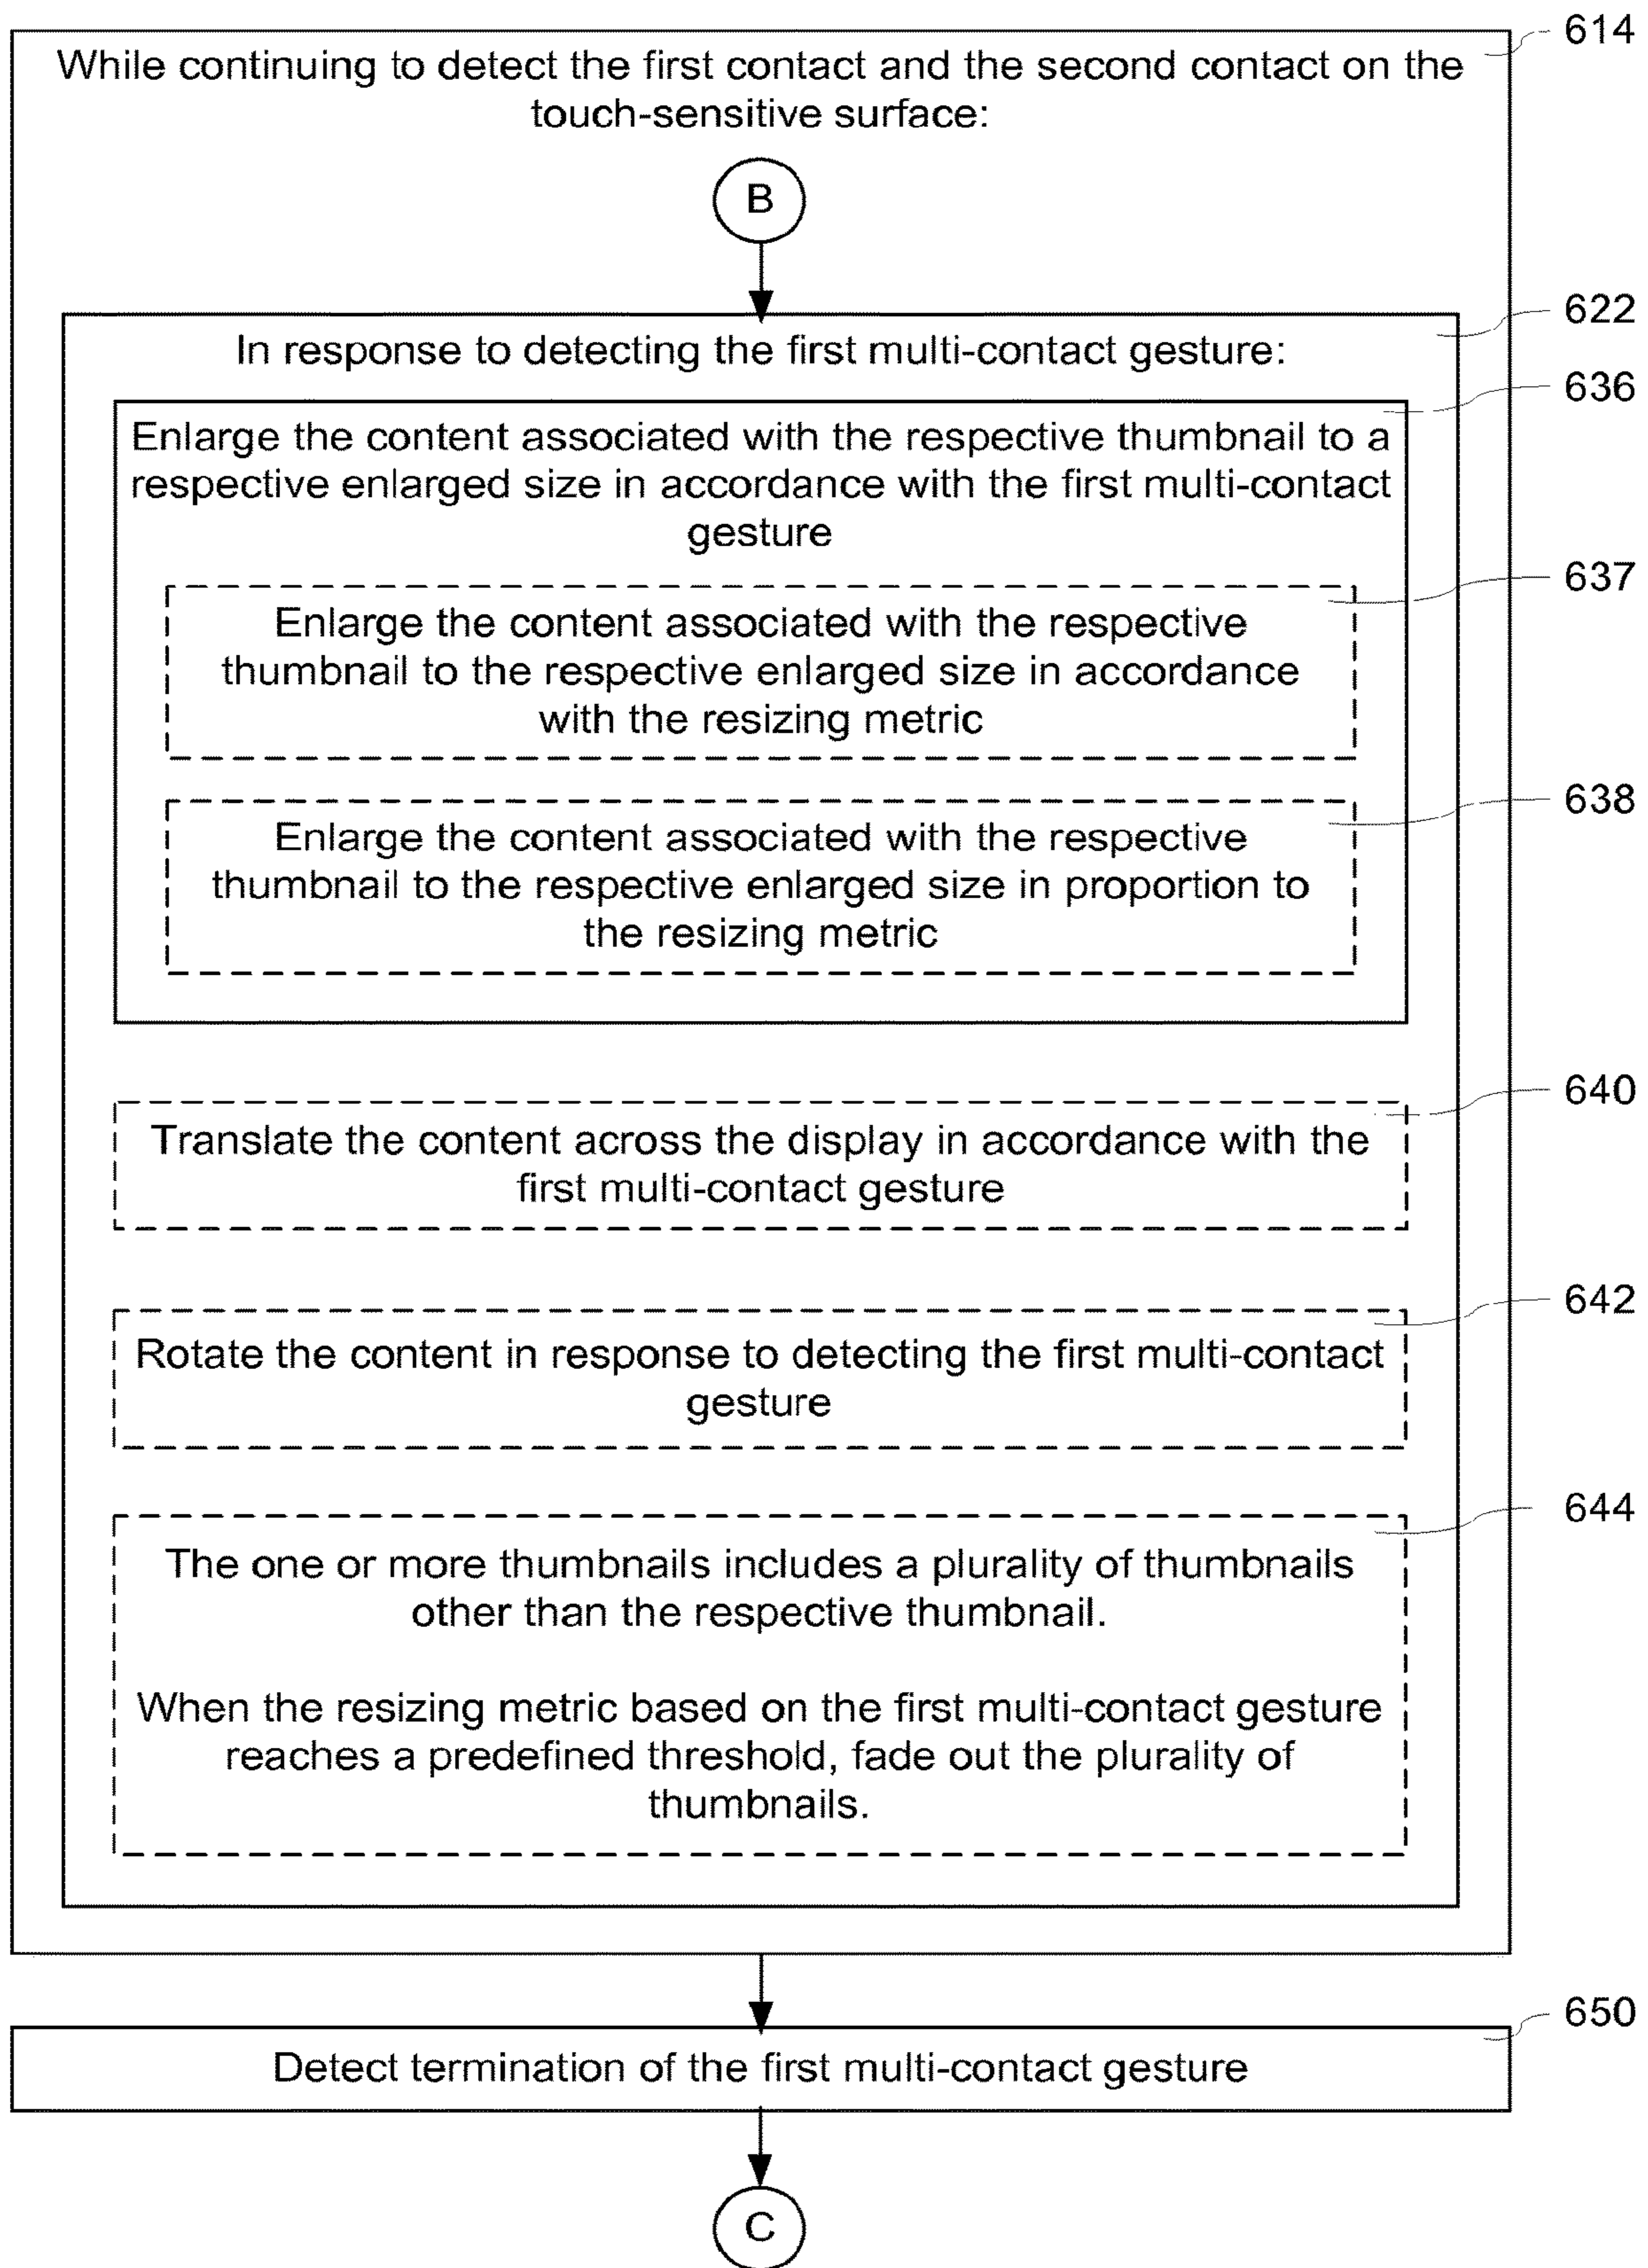 614
While continuing to detect the first contact and the second contact on the
touch-sensitive surface:
B
622
In response to detecting the first multi-contact gesture:
636
Enlarge the content associated with the respective thumbnail to a
respective enlarged size in accordance with the first multi-contact
gesture
637
Enlarge the content associated with the respective
thumbnail to the respective enlarged size in accordance
with the resizing metric
638
Enlarge the content associated with the respective
thumbnail to the respective enlarged size in proportion to
the resizing metric
640
Translate the content across the display in accordance with the
first multi-contact gesture
642
Rotate the content in response to detecting the first multi-contact
gesture
644
The one or more thumbnails includes a plurality of thumbnails
other than the respective thumbnail.
When the resizing metric based on the first multi-contact gesture
reaches a predefined threshold, fade out the plurality of
thumbnails.
650
Detect termination of the first multi-contact gesture
C